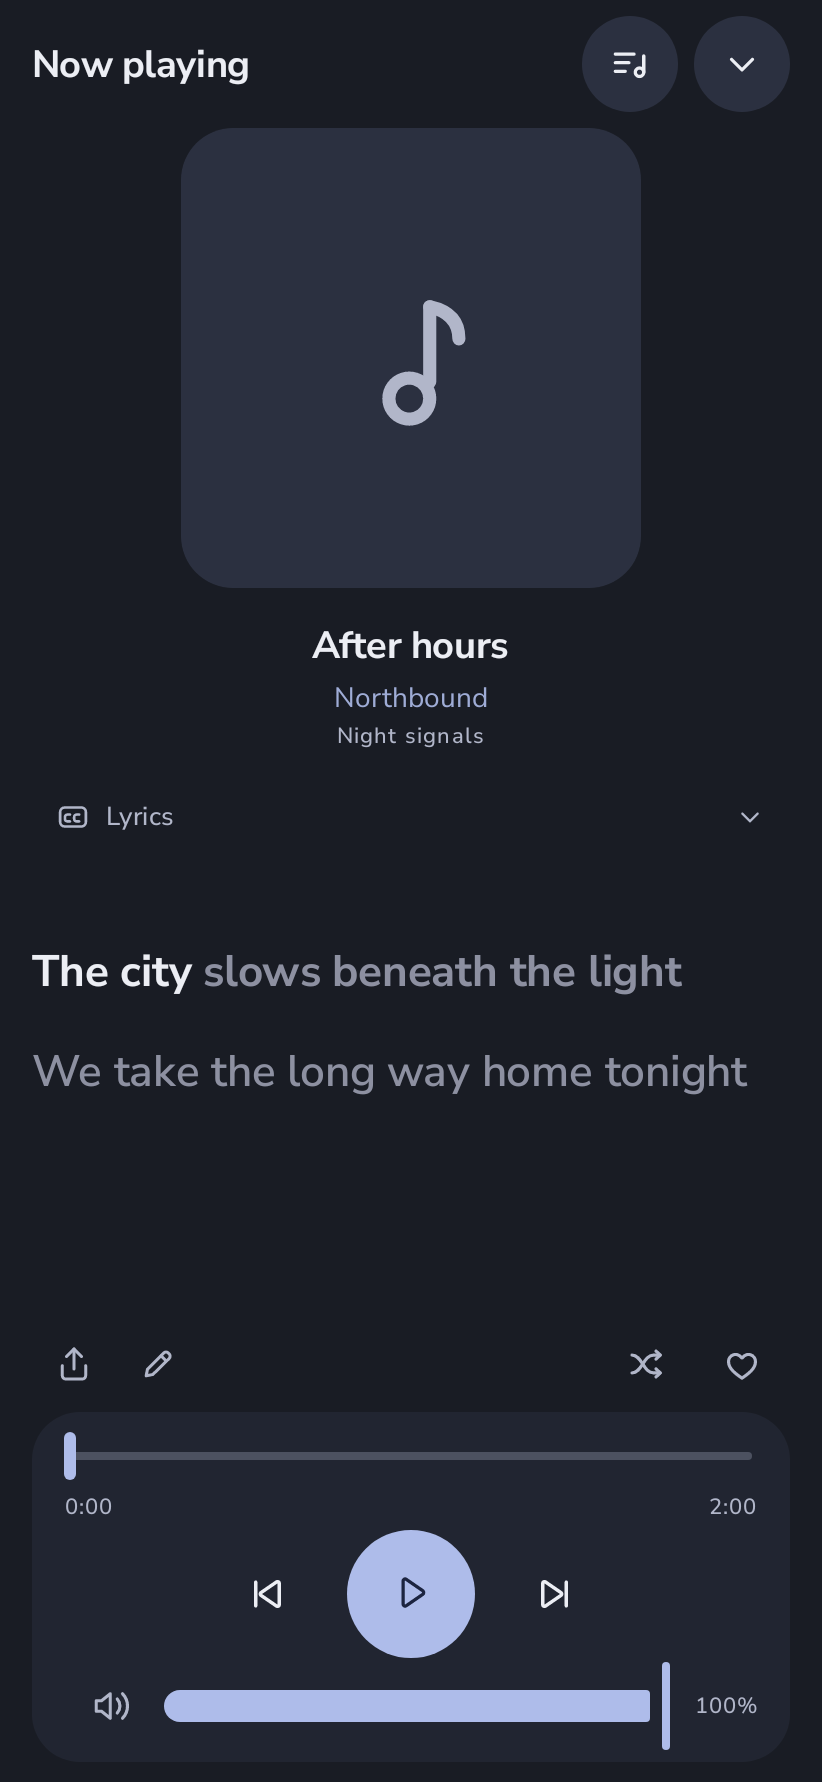 Now playing
After hours
Northbound
Night signals
Lyrics
The city slows beneath the light
We take the long way home tonight
0:00
2:00
100%